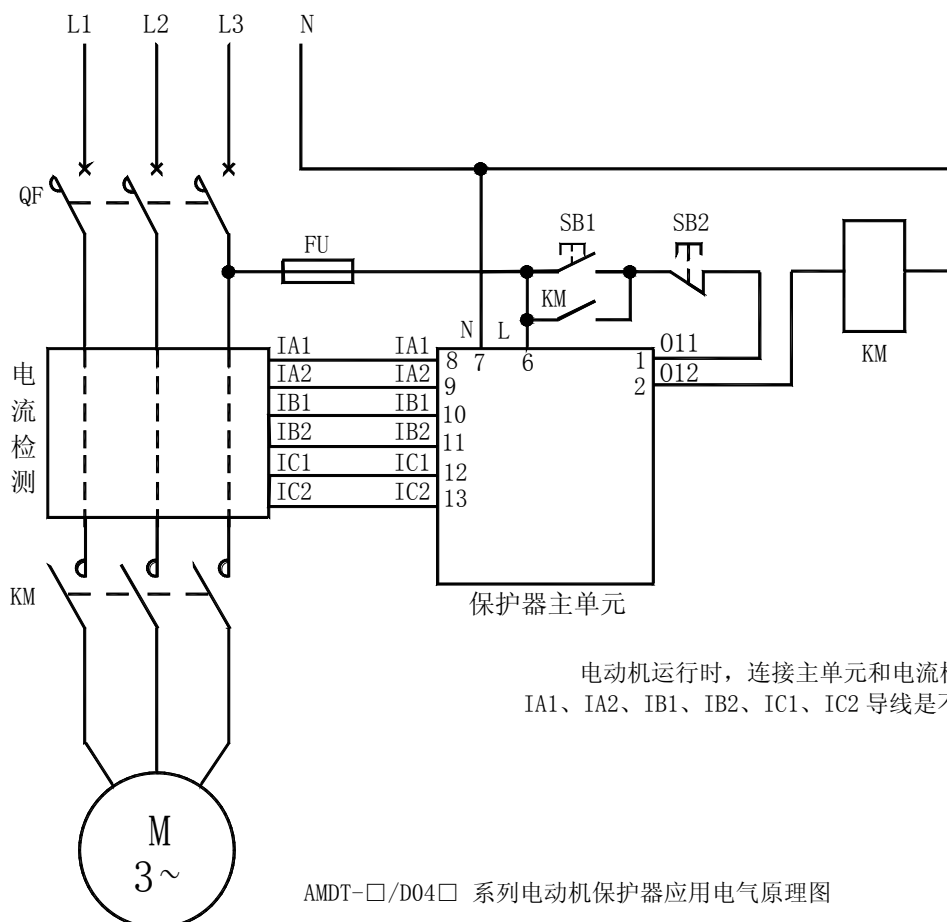 L1 L2 L3 N
QF
FU
SB1 SB2
KM
KM
N L
7 6
电流检测
IA1 IA1 8
IA2 IA2 9
IB1 IB1 10
IB2 IB2 11
IC1 IC1 12
IC2 IC2 13
1 O11
2 O12
KM
保护器主单元
电动机运行时，连接主单元和电流
IA1、IA2、IB1、IB2、IC1、IC2 导线是
M
3~
AMDT-□/D04□ 系列电动机保护器应用电气原理图